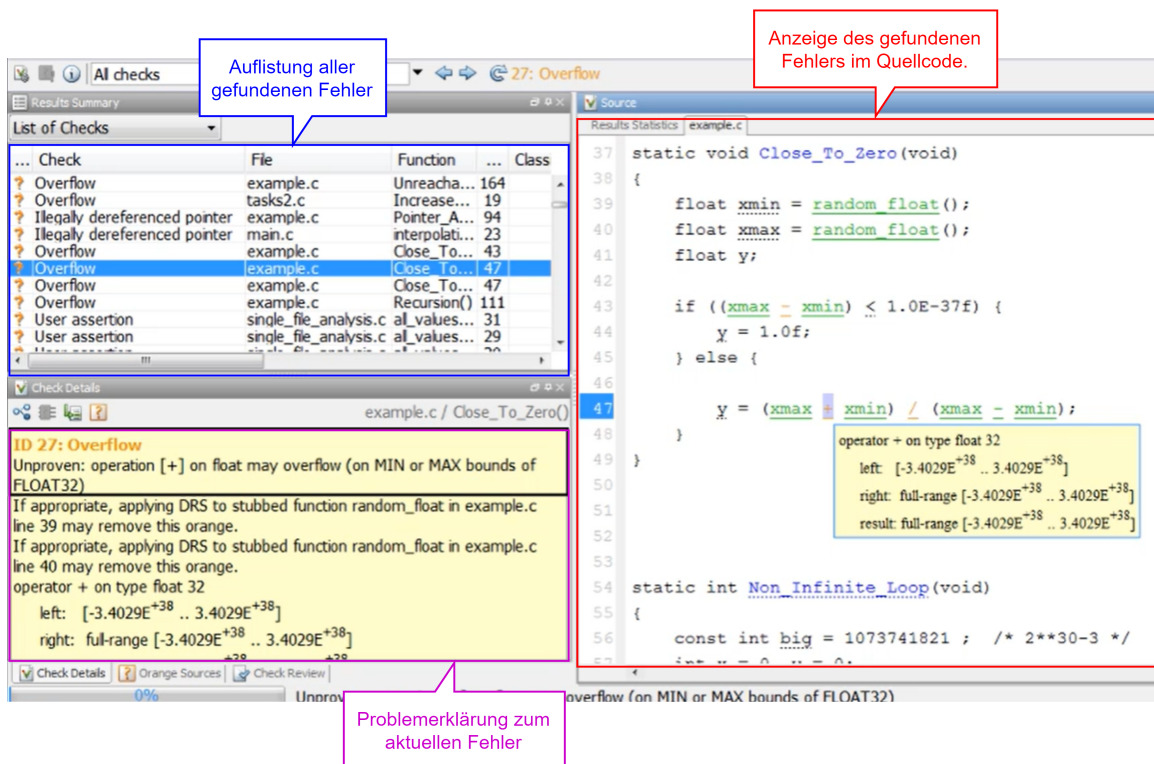 Anzeige des gefundenen
Fehlers im Quellcode.
Auflistung aller
gefundenen Fehler
All checks
27: Overflow
Results Summary
List of Checks
... Check File Function ... Class
? Overflow example.c Unreacha... 164
? Overflow tasks2.c Increase... 19
? Illegally dereferenced pointer example.c Pointer_A... 94
? Illegally dereferenced pointer main.c interpolati... 23
? Overflow example.c Close_To... 43
? Overflow example.c Close_To... 47
? Overflow example.c Close_To... 47
? Overflow example.c Recursion() 111
? User assertion single_file_analysis.c all_values... 31
? User assertion single_file_analysis.c all_values... 29
Check Details
example.c / Close_To_Zero()
ID 27: Overflow
Unproven: operation [+] on float may overflow (on MIN or MAX bounds of
FLOAT32)
If appropriate, applying DRS to stubbed function random_float in example.c
line 39 may remove this orange.
If appropriate, applying DRS to stubbed function random_float in example.c
line 40 may remove this orange.
operator + on type float 32
left: [-3.4029E+38 .. 3.4029E+38]
right: full-range [-3.4029E+38 .. 3.4029E+38]
Check Details ? Orange Sources Check Review
0%
Unprov
overflow (on MIN or MAX bounds of FLOAT32)
Problemerklärung zum
aktuellen Fehler
Source
Results Statistics example.c
37 static void Close_To_Zero(void)
38 {
39 float xmin = random_float();
40 float xmax = random_float();
41 float y;
42
43 if ((xmax - xmin) < 1.0E-37f) {
44 y = 1.0f;
45 } else {
46
47 y = (xmax + xmin) / (xmax - xmin);
48 }
49 }
50
51
52
53
operator + on type float 32
left: [-3.4029E+38 .. 3.4029E+38]
right: full-range [-3.4029E+38 .. 3.4029E+38]
result: full-range [-3.4029E+38 .. 3.4029E+38]
54 static int Non_Infinite_Loop(void)
55 {
56 const int big = 1073741821 ; /* 2**30-3 */